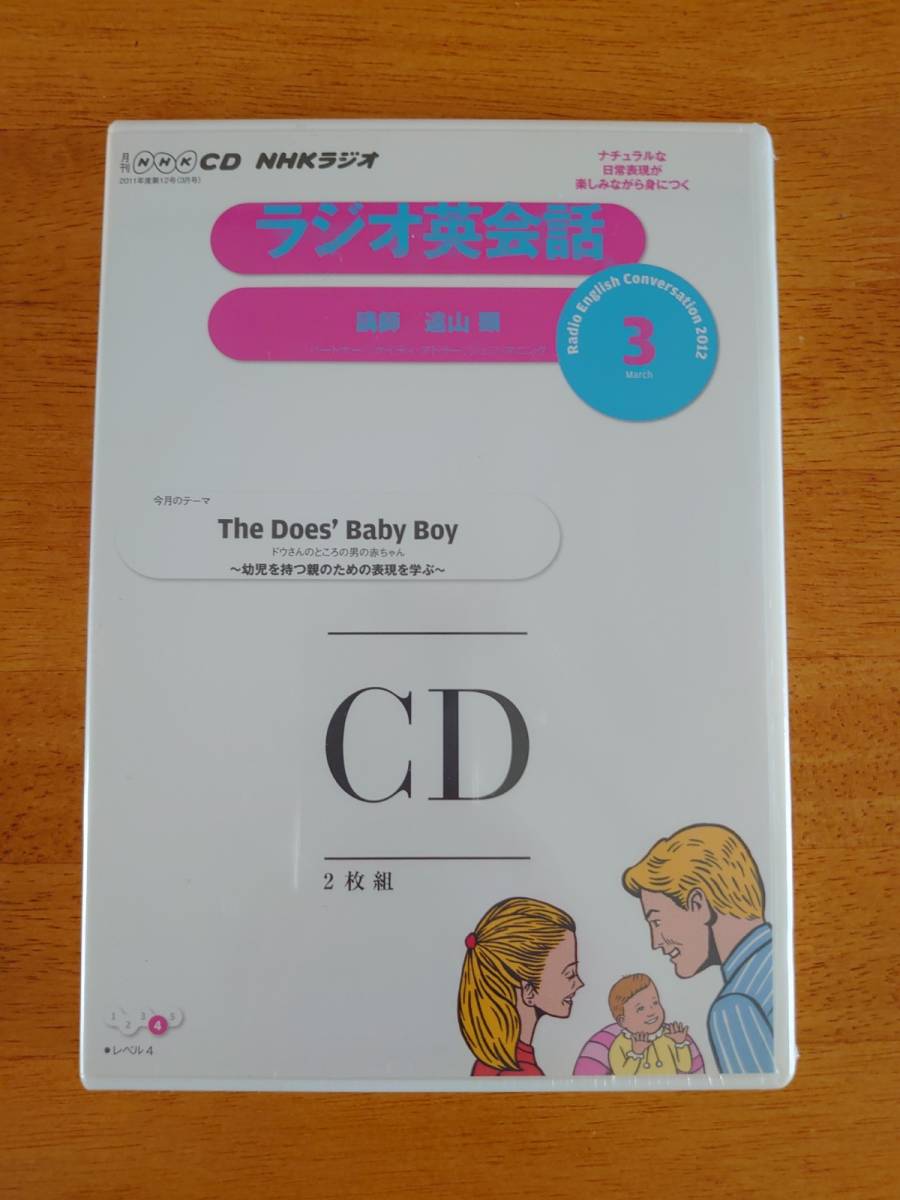 月刊 NHK CD NHKラジオ
2011年度第12号(3月号)
ナチュラルな
日常表現が
楽しみながら身につく
ラジオ英会話
講師 遠山 顕
Radio English Conversation 2012
3
March
今月のテーマ
The Does' Baby Boy
ドウさんのところの男の赤ちゃん
〜幼児を持つ親のための表現を学ぶ〜
CD
2枚組
1 2 3 4 5
●レベル4